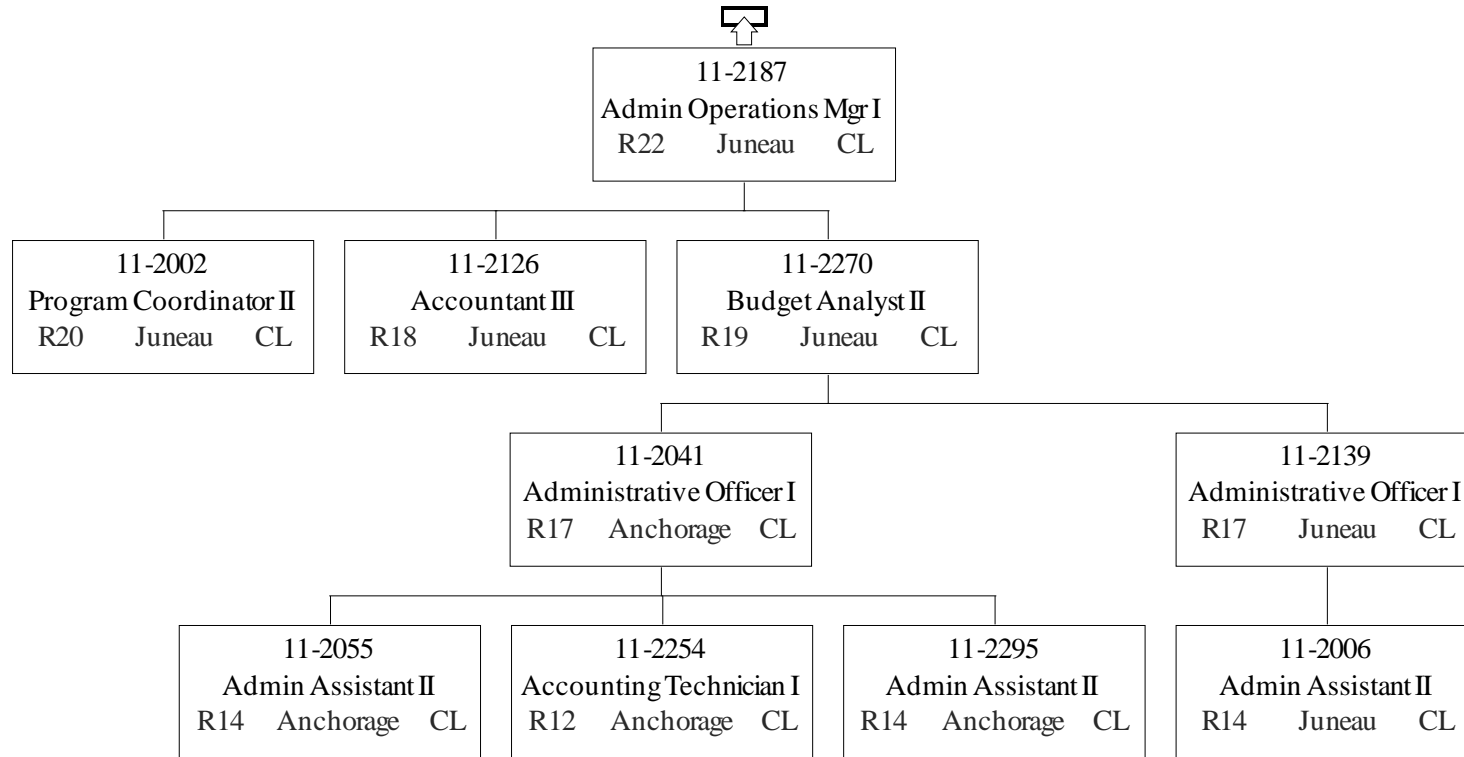 11-2187
Admin Operations Mgr I
R22 Juneau CL
11-2002
Program Coordinator II
R20 Juneau CL
11-2126
Accountant III
R18 Juneau CL
11-2270
Budget Analyst II
R19 Juneau CL
11-2041
Administrative Officer I
R17 Anchorage CL
11-2139
Administrative Officer I
R17 Juneau CL
11-2055
Admin Assistant II
R14 Anchorage CL
11-2254
Accounting Technician I
R12 Anchorage CL
11-2295
Admin Assistant II
R14 Anchorage CL
11-2006
Admin Assistant II
R14 Juneau CL